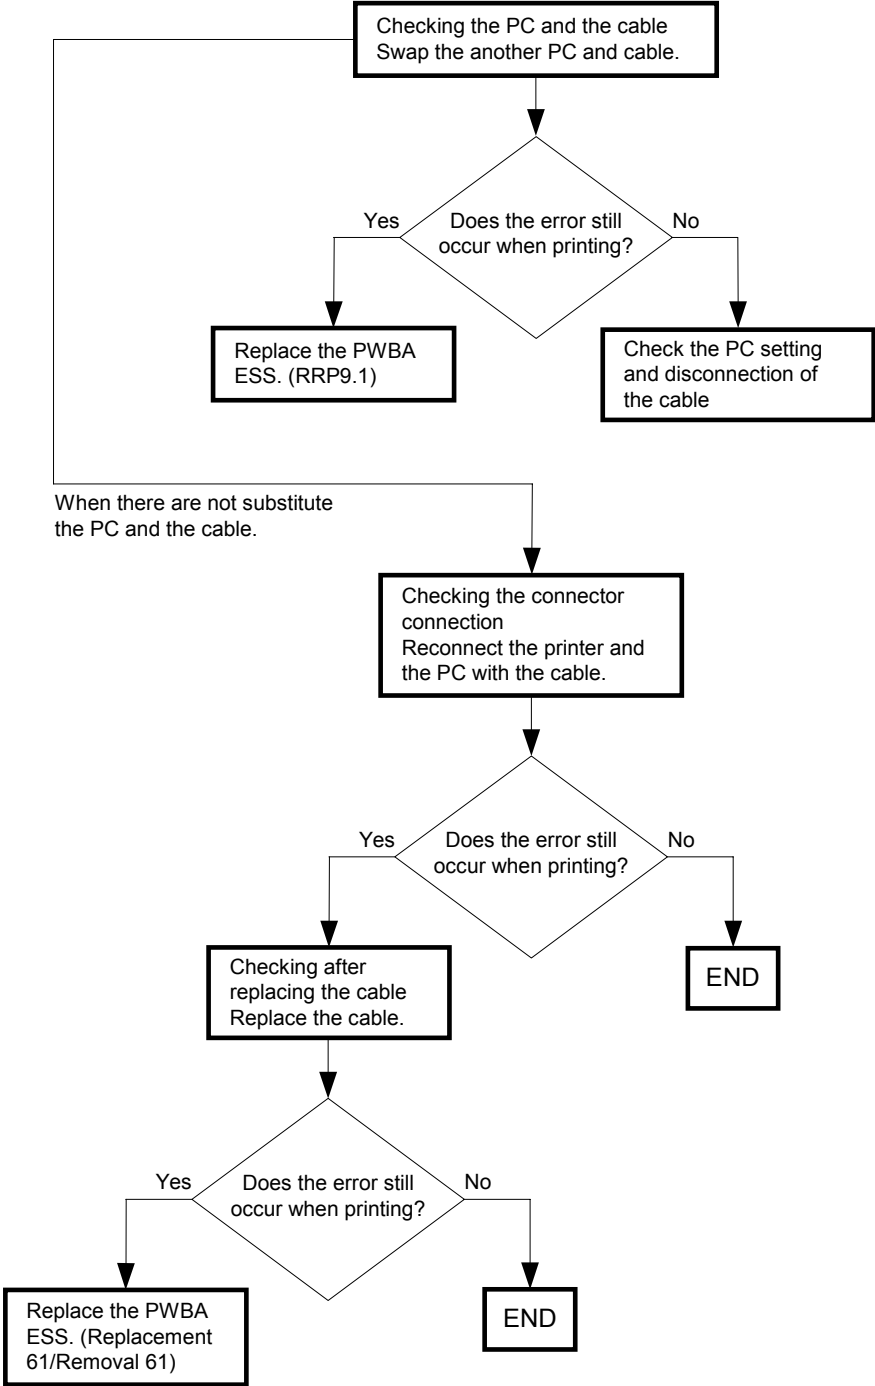 Checking the PC and the cable
Swap the another PC and cable.
Does the error still
occur when printing?
Yes
No
Replace the PWBA
ESS. (RRP9.1)
Check the PC setting
and disconnection of
the cable
When there are not substitute
the PC and the cable.
Checking the connector
connection
Reconnect the printer and
the PC with the cable.
Does the error still
occur when printing?
Yes
No
Checking after
replacing the cable
Replace the cable.
END
Does the error still
occur when printing?
Yes
No
Replace the PWBA
ESS. (Replacement
61/Removal 61)
END